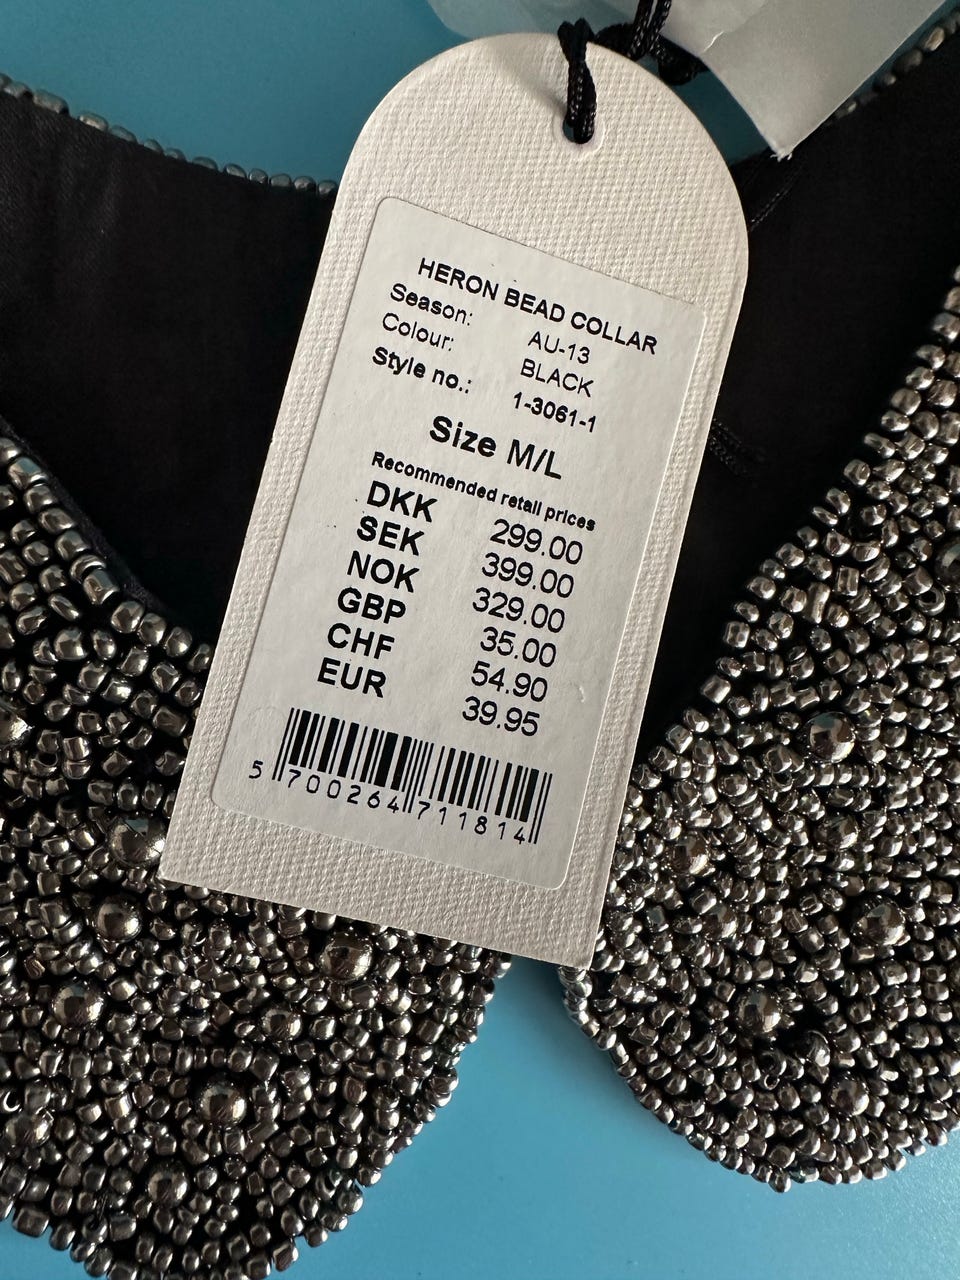 HERON BEAD COLLAR
Season: AU-13
Colour: BLACK
Style no.: 1-3061-1
Size M/L
Recommended retail prices
DKK 299.00
SEK 399.00
NOK 329.00
GBP 35.00
CHF 54.90
EUR 39.95
5 700264 711814